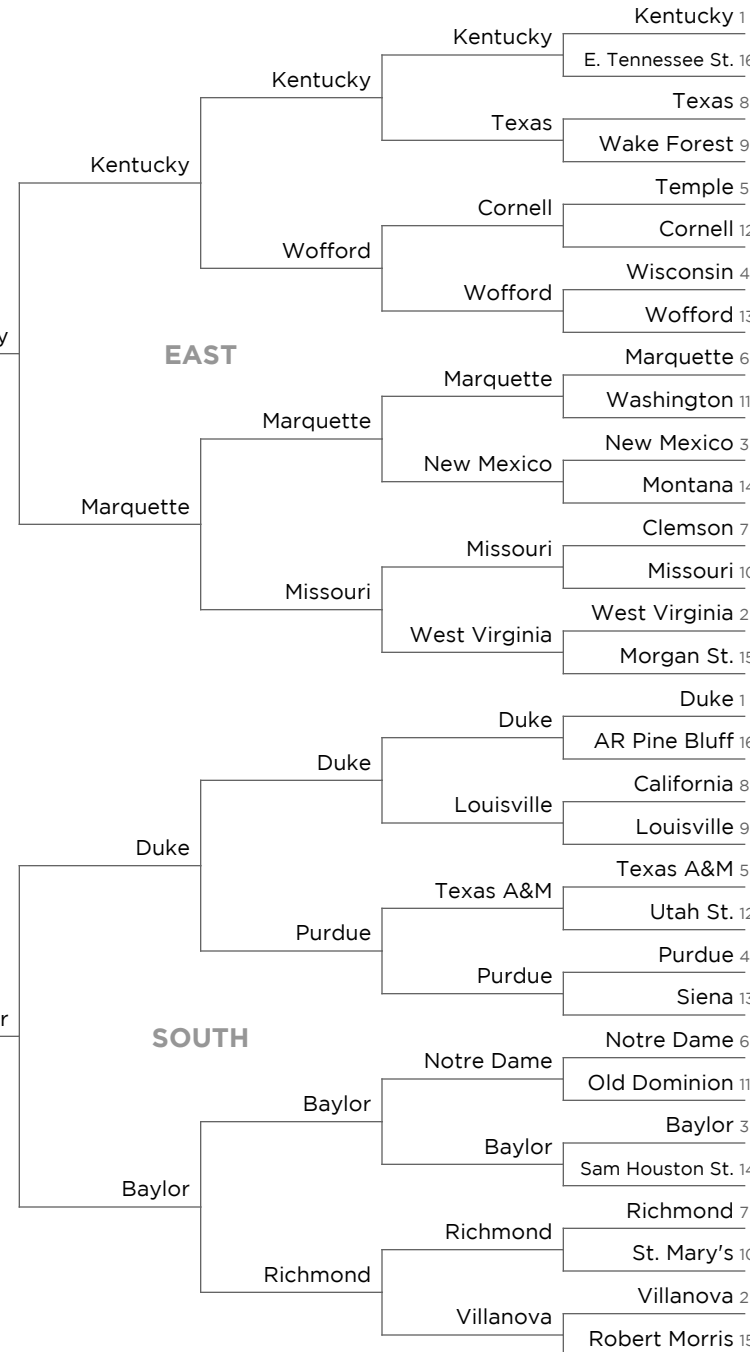 Kentucky 1
Kentucky
E. Tennessee St. 16
Kentucky
Texas 8
Texas
Wake Forest 9
Kentucky
Temple 5
Cornell
Cornell 12
Wofford
Wisconsin 4
Wofford
Wofford 13
y
EAST
Marquette 6
Marquette
Washington 11
Marquette
New Mexico 3
New Mexico
Montana 14
Marquette
Clemson 7
Missouri
Missouri 10
Missouri
West Virginia 2
West Virginia
Morgan St. 15
Duke 1
Duke
AR Pine Bluff 16
Duke
California 8
Louisville
Louisville 9
Duke
Texas A&M 5
Texas A&M
Utah St. 12
Purdue
Purdue 4
Purdue
Siena 13
r
SOUTH
Notre Dame 6
Notre Dame
Old Dominion 11
Baylor
Baylor 3
Baylor
Sam Houston St. 14
Baylor
Richmond 7
Richmond
St. Mary's 10
Richmond
Villanova 2
Villanova
Robert Morris 15